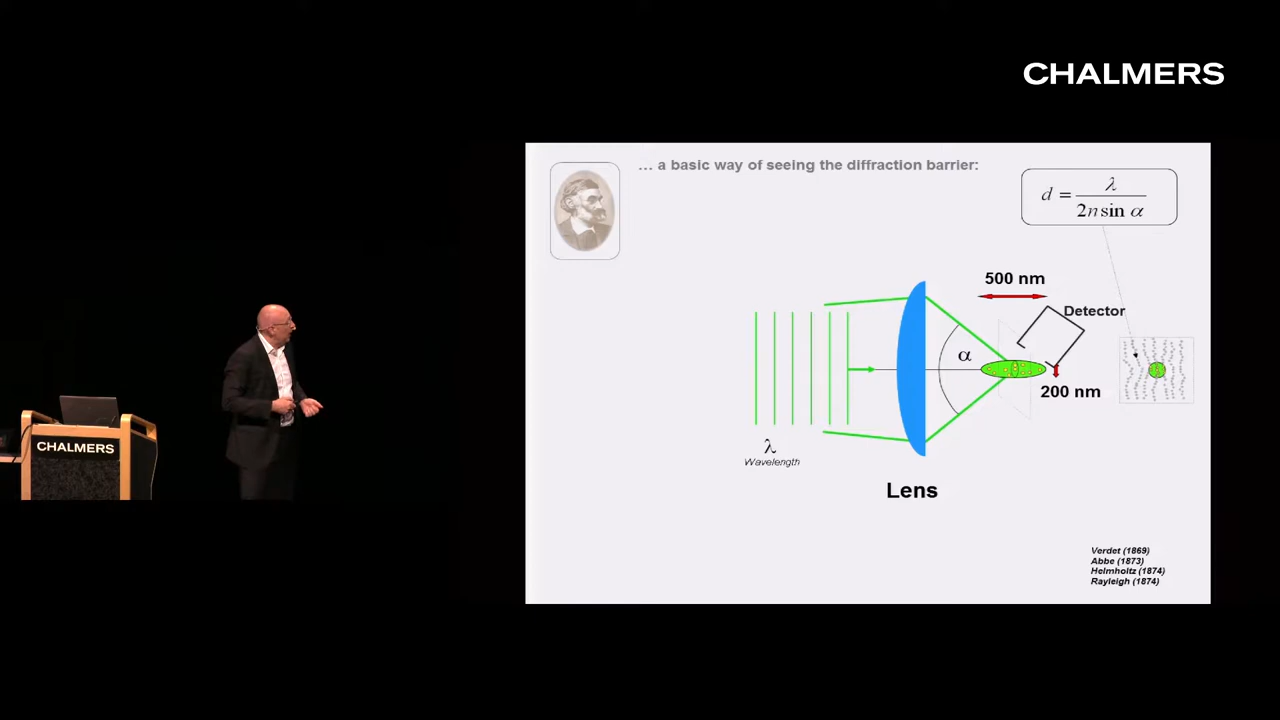 CHALMERS
… a basic way of seeing the diffraction barrier:
d = λ / 2n sin α
500 nm
Detector
α
200 nm
λ
Wavelength
Lens
Verdet (1869)
Abbe (1873)
Helmholtz (1874)
Rayleigh (1874)
CHALMERS